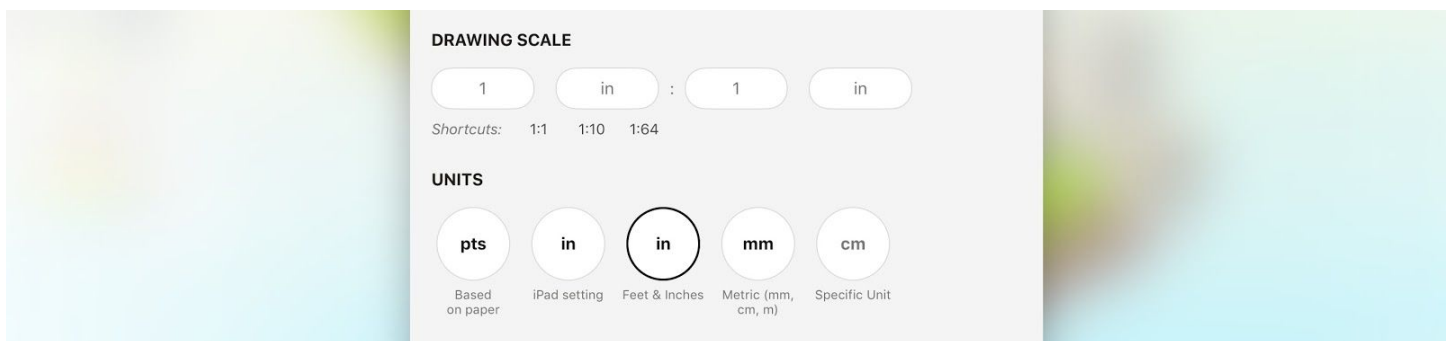 DRAWING SCALE
1 in : 1 in
Shortcuts: 1:1 1:10 1:64
UNITS
pts in in mm cm
Based on paper iPad setting Feet & Inches Metric (mm, cm, m) Specific Unit